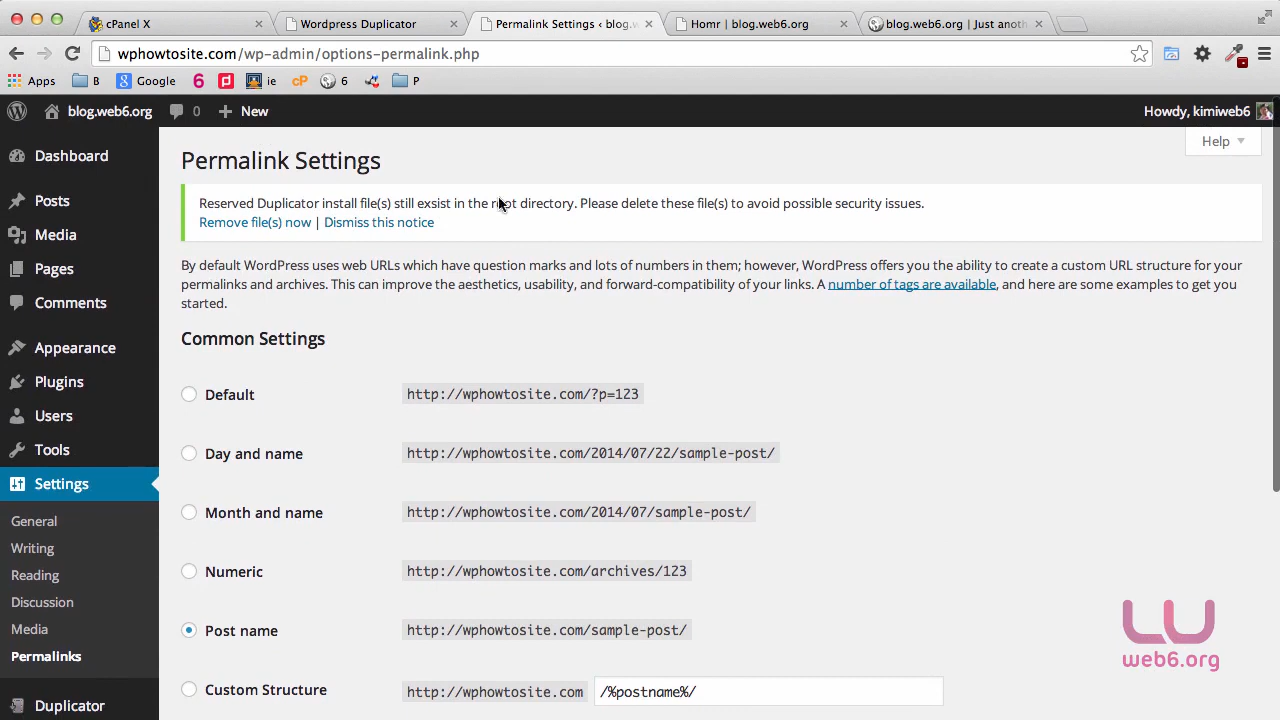 cPanel X
Wordpress Duplicator
Permalink Settings ‹ blog.
Homr | blog.web6.org
blog.web6.org | Just anoth
wphowtosite.com/wp-admin/options-permalink.php
Apps
B
Google
6
ie
cP
6
P
blog.web6.org
0
New
Howdy, kimiweb6
Dashboard
Posts
Media
Pages
Comments
Appearance
Plugins
Users
Tools
Settings
General
Writing
Reading
Discussion
Media
Permalinks
Duplicator
Help
Permalink Settings
Reserved Duplicator install file(s) still exsist in the root directory. Please delete these file(s) to avoid possible security issues.
Remove file(s) now | Dismiss this notice
By default WordPress uses web URLs which have question marks and lots of numbers in them; however, WordPress offers you the ability to create a custom URL structure for your
permalinks and archives. This can improve the aesthetics, usability, and forward-compatibility of your links. A number of tags are available, and here are some examples to get you
started.
Common Settings
Default http://wphowtosite.com/?p=123
Day and name http://wphowtosite.com/2014/07/22/sample-post/
Month and name http://wphowtosite.com/2014/07/sample-post/
Numeric http://wphowtosite.com/archives/123
Post name http://wphowtosite.com/sample-post/
Custom Structure http://wphowtosite.com /%postname%/
web6.org